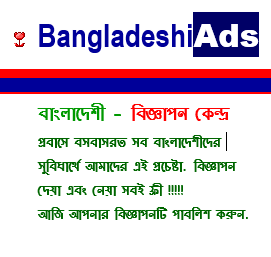 BangladeshiAds
বাংলাদেশী - বিজ্ঞাপন কেন্দ্র
প্রবাসে বসবাসরত সব বাংলাদেশীদের
সুবিধার্থে আমাদের এই প্রচেষ্টা. বিজ্ঞাপন
দেয়া এবং নেয়া সবই ফ্রী !!!!!
আজি আপনার বিজ্ঞাপনটি পাবলিশ করুন.